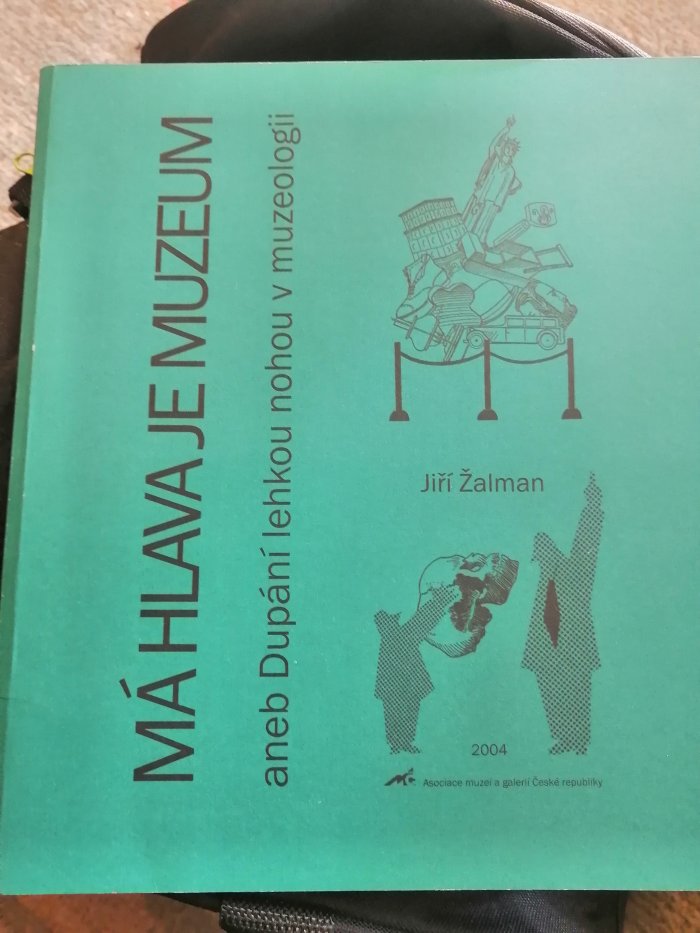 MÁ HLAVA JE MUZEUM
aneb Dupání lehkou nohou v muzeologii
Jiří Žalman
2004
Asociace muzeí a galerií České republiky